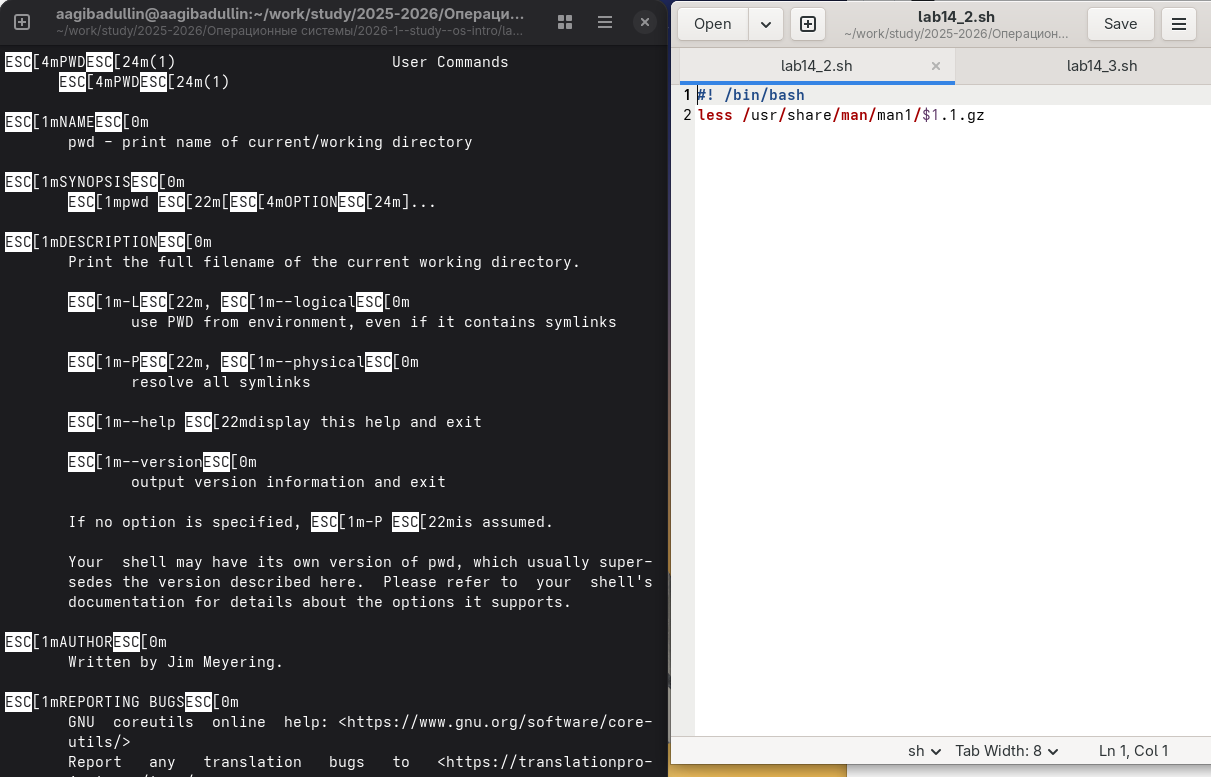 aagibadullin@aagibadullin:~/work/study/2025-2026/Операци...
~/work/study/2025-2026/Операционные системы/2026-1--study--os-intro/la...
ESC[4mPWDESC[24m(1) User Commands
ESC[4mPWDESC[24m(1)
ESC[1mNAMEESC[0m
pwd - print name of current/working directory
ESC[1mSYNOPSISESC[0m
ESC[1mpwd ESC[22m[ESC[4mOPTIONESC[24m]...
ESC[1mDESCRIPTIONESC[0m
Print the full filename of the current working directory.
ESC[1m-LESC[22m, ESC[1m--logicalESC[0m
use PWD from environment, even if it contains symlinks
ESC[1m-PESC[22m, ESC[1m--physicalESC[0m
resolve all symlinks
ESC[1m--help ESC[22mdisplay this help and exit
ESC[1m--versionESC[0m
output version information and exit
If no option is specified, ESC[1m-P ESC[22mis assumed.
Your shell may have its own version of pwd, which usually super-
sedes the version described here. Please refer to your shell's
documentation for details about the options it supports.
ESC[1mAUTHORESC[0m
Written by Jim Meyering.
ESC[1mREPORTING BUGSESC[0m
GNU coreutils online help: <https://www.gnu.org/software/core-
utils/>
Report any translation bugs to <https://translationpro-
Open
lab14_2.sh
~/work/study/2025-2026/Операцион...
Save
lab14_2.sh
lab14_3.sh
1 #! /bin/bash
2 less /usr/share/man/man1/$1.1.gz
sh Tab Width: 8 Ln 1, Col 1